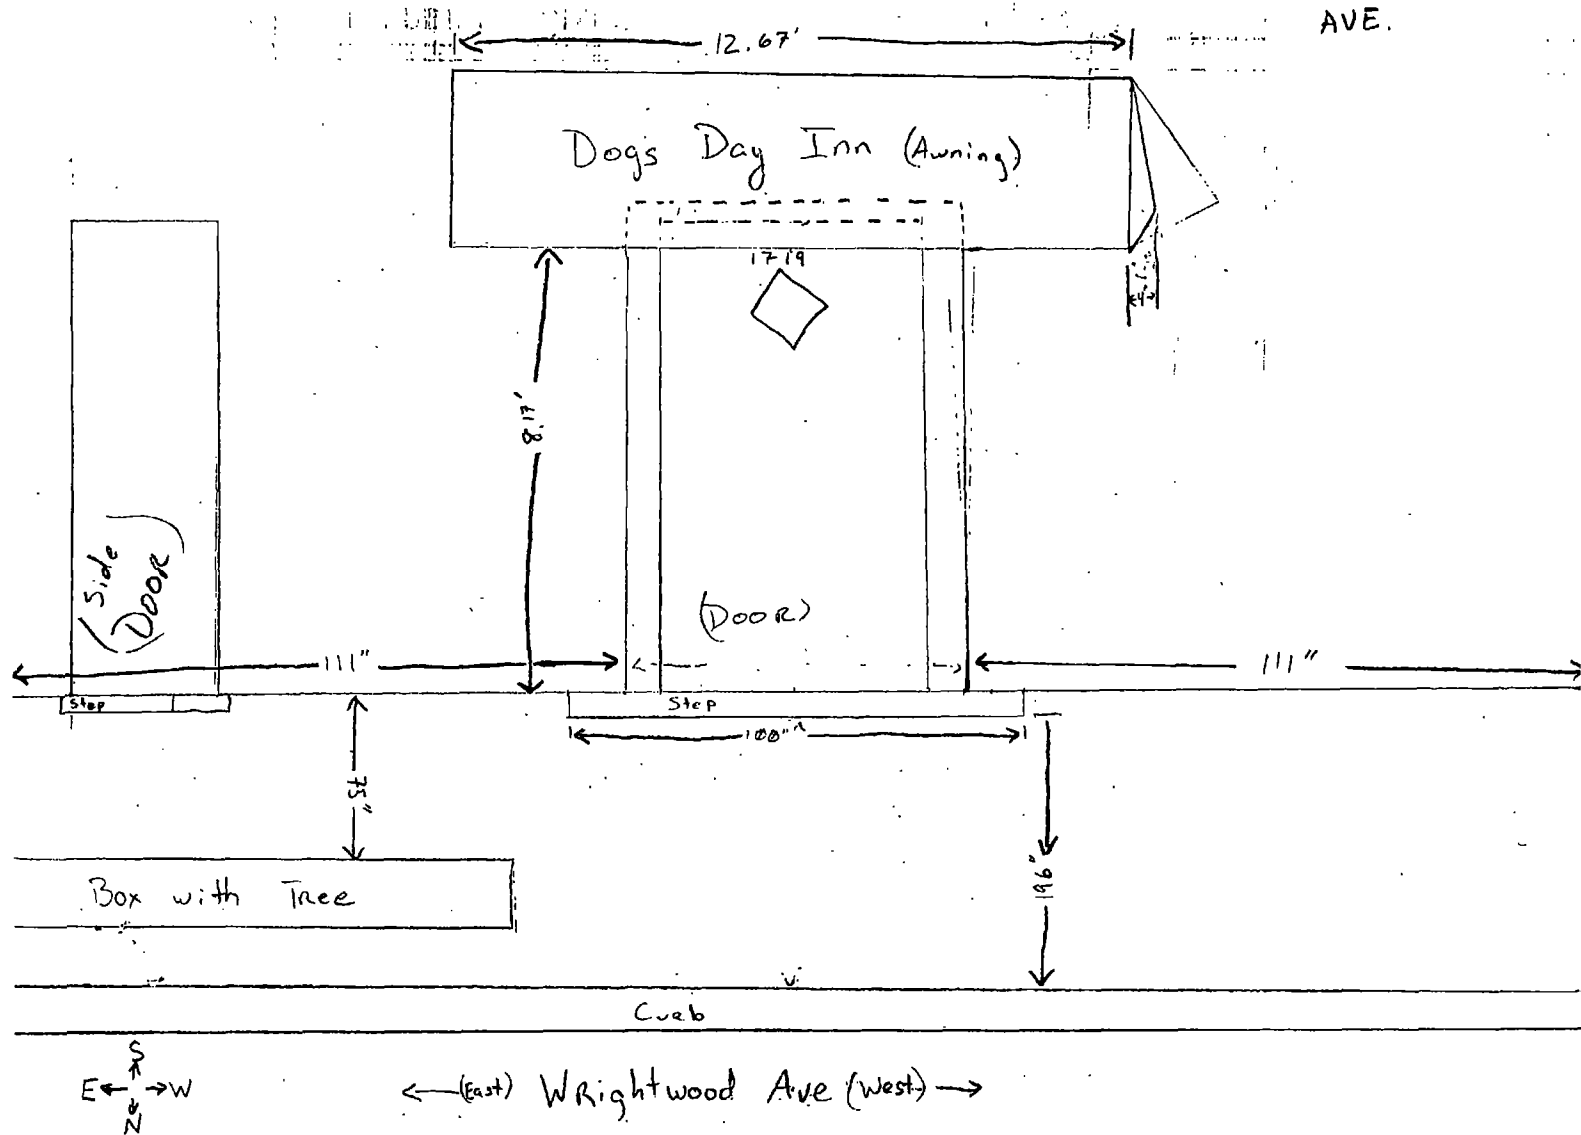 AVE.
12.67'
Dogs Day Inn (Awning)
1719
8.17'
(Side
Door)
(DOOR)
111"
111"
Step
Step
100"
75"
196"
Box with Tree
Curb
S
E W
N
(East) Wrightwood Ave (West)